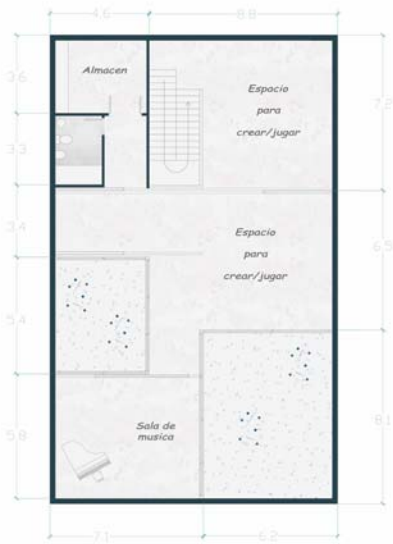 4.6
8.8
3.6
Almacen
Espacio
para
crear/jugar
7.2
3.3
3.4
Espacio
para
crear/jugar
6.9
5.4
5.8
Sala de
musica
8.1
7.1
6.2